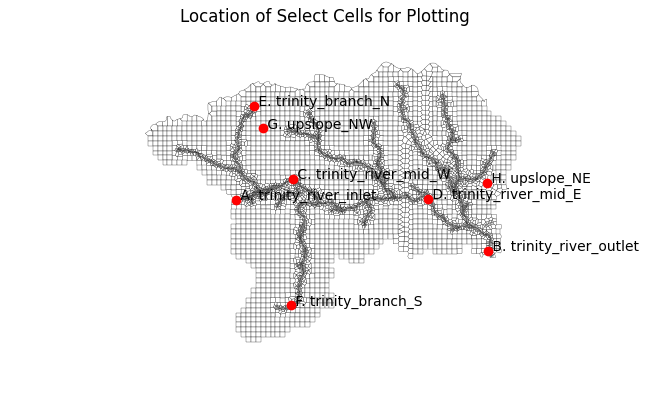 Location of Select Cells for Plotting
E. trinity_branch_N
G. upslope_NW
C. trinity_river_mid_W
H. upslope_NE
A. trinity_river_inlet
D. trinity_river_mid_E
B. trinity_river_outlet
F. trinity_branch_S